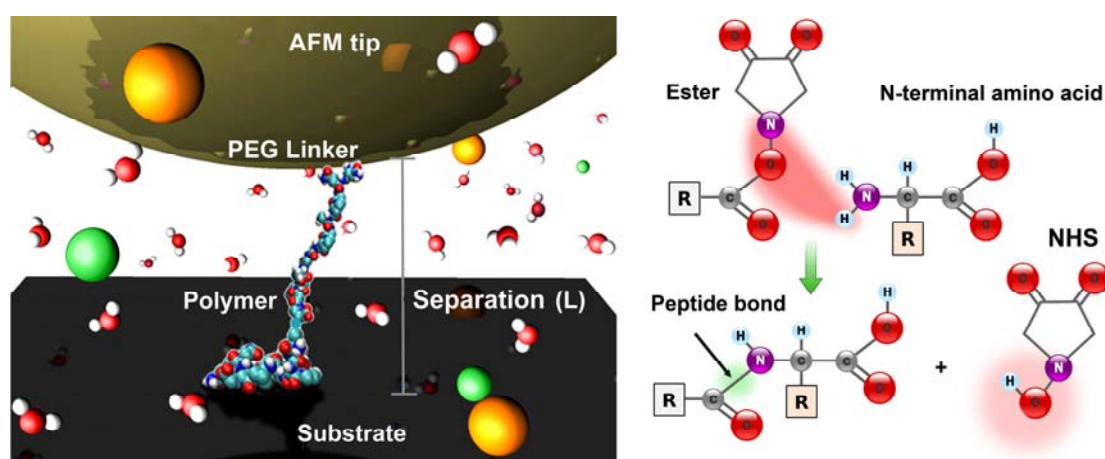 AFM tip
PEG Linker
Polymer
Separation (L)
Substrate
O O
Ester
N-terminal amino acid
N
H
O
H H
R C N C C
O H R O
NHS
O O
Peptide bond
H
O
H H
N C C
N
R C R O
H O
O
+